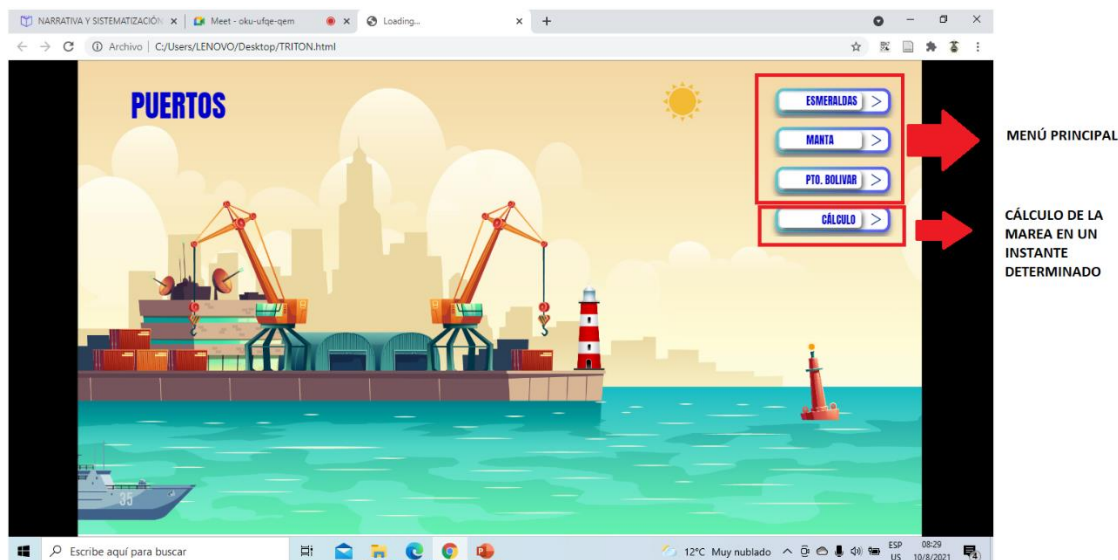 NARRATIVA Y SISTEMATIZACIÓN
Meet - oku-ufqe-qem
Loading...
Archivo
C:/Users/LENOVO/Desktop/TRITON.html
PUERTOS
ESMERALDAS >
MANTA >
PTO. BOLIVAR >
CÁLCULO >
MENÚ PRINCIPAL
CÁLCULO DE LA
MAREA EN UN
INSTANTE
DETERMINADO
35
Escribe aquí para buscar
12°C Muy nublado
ESP
US
08:29
10/8/2021
4